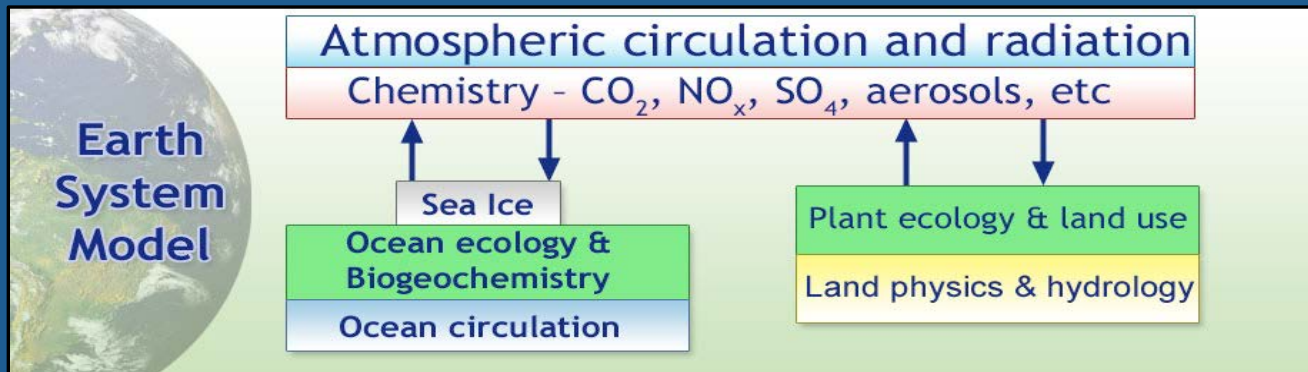 Earth
System
Model
Atmospheric circulation and radiation
Chemistry - CO₂, NOₓ, SO₄, aerosols, etc
Sea Ice
Ocean ecology &
Biogeochemistry
Ocean circulation
Plant ecology & land use
Land physics & hydrology